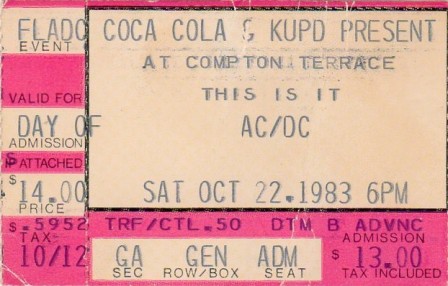 FLADC COCA COLA & KUPD PRESENT
EVENT
AT COMPTON TERRACE
VALID FOR THIS IS IT
DAY OF AC/DC
ADMISSION
IF ATTACHED
$14.00 SAT OCT 22.1983 6PM
PRICE
$.5952 TRF/CTL.50 DTM B ADVNC
TAX ADMISSION
10/12 GA GEN ADM $13.00
SEC ROW/BOX SEAT TAX INCLUDED